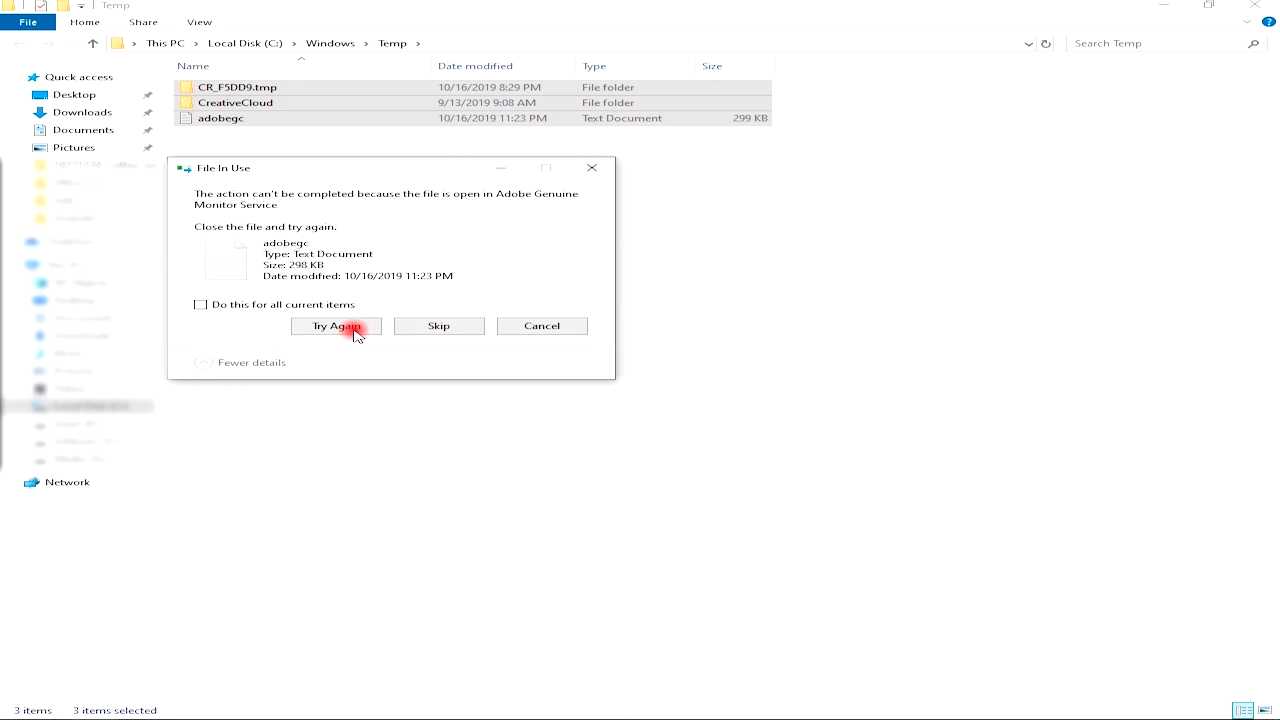 Temp
File Home Share View
This PC Local Disk (C:) Windows Temp Search Temp
Name Date modified Type Size
Quick access
Desktop
Downloads
Documents
Pictures
Network
CR_F5DD9.tmp 10/16/2019 8:29 PM File folder
CreativeCloud 9/13/2019 9:08 AM File folder
adobegc 10/16/2019 11:23 PM Text Document 299 KB
File In Use
The action can't be completed because the file is open in Adobe Genuine
Monitor Service
Close the file and try again.
adobegc
Type: Text Document
Size: 298 KB
Date modified: 10/16/2019 11:23 PM
Do this for all current items
Try Again Skip Cancel
Fewer details
3 items 3 items selected